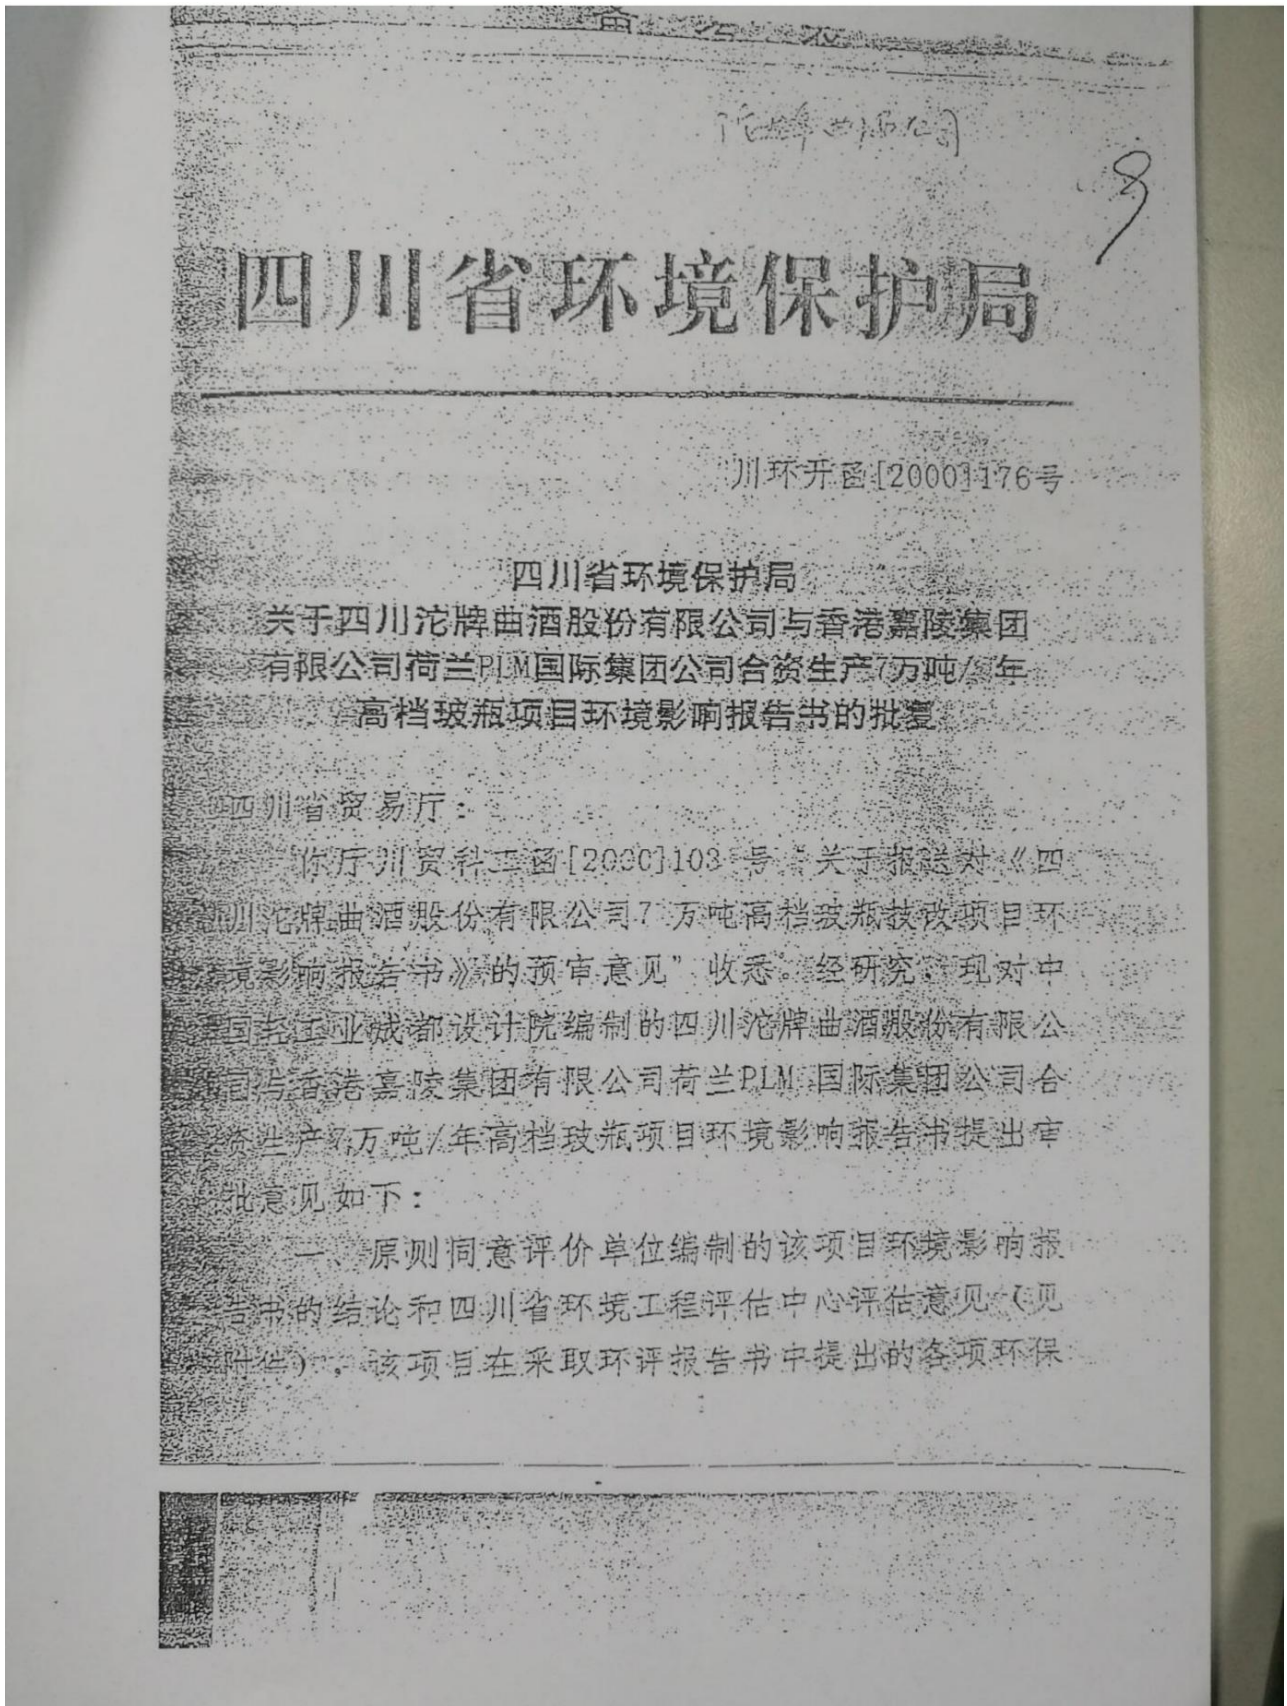 四川省环境保护局
川环开函[2000]176号
四川省环境保护局
关于四川沱牌曲酒股份有限公司与香港嘉陵集团
有限公司荷兰PLM国际集团公司合资生产7万吨/年
高档玻瓶项目环境影响报告书的批复
四川省贸易厅:
你厅川贸科工函[2000]103号“关于报送对《四
川沱牌曲酒股份有限公司7万吨高档玻瓶技改项目环
境影响报告书》的预审意见”收悉。经研究,现对中
国轻工业成都设计院编制的四川沱牌曲酒股份有限公
司与香港嘉陵集团有限公司荷兰PLM国际集团公司合
资生产7万吨/年高档玻瓶项目环境影响报告书提出审
批意见如下:
一、原则同意评价单位编制的该项目环境影响报
告书的结论和四川省环境工程评估中心评估意见(见
附件),该项目在采取环评报告书中提出的各项环保